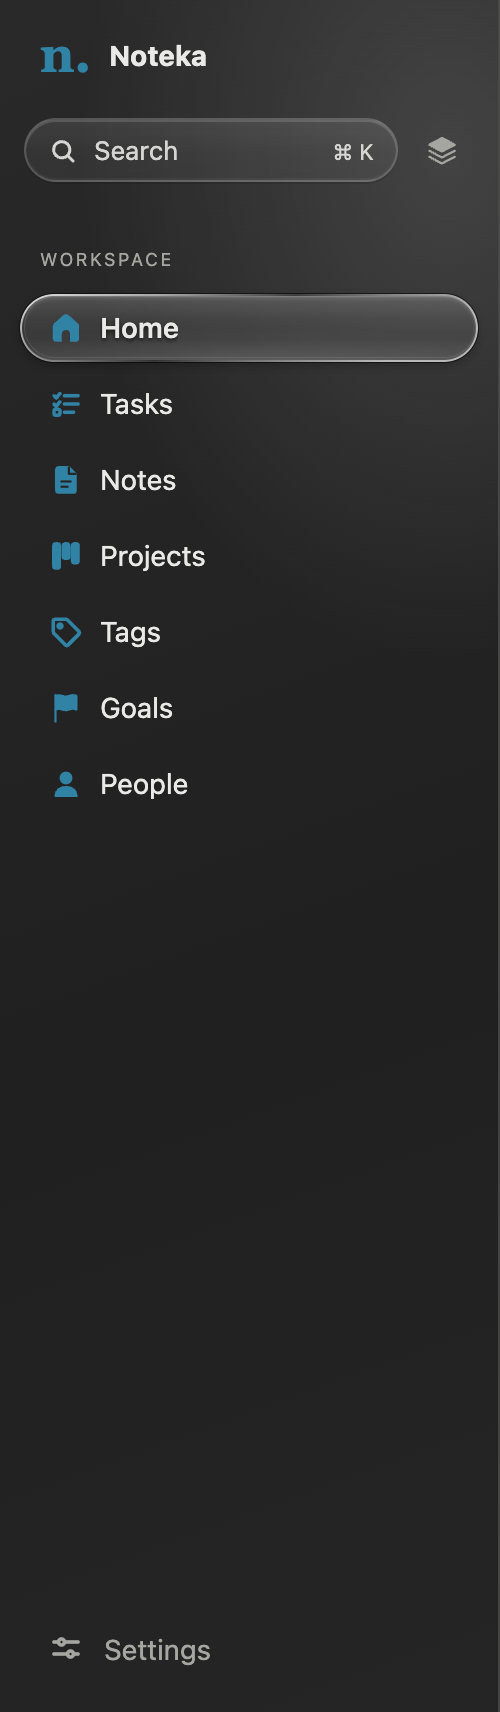 n. Noteka
Search ⌘ K
WORKSPACE
Home
Tasks
Notes
Projects
Tags
Goals
People
Settings